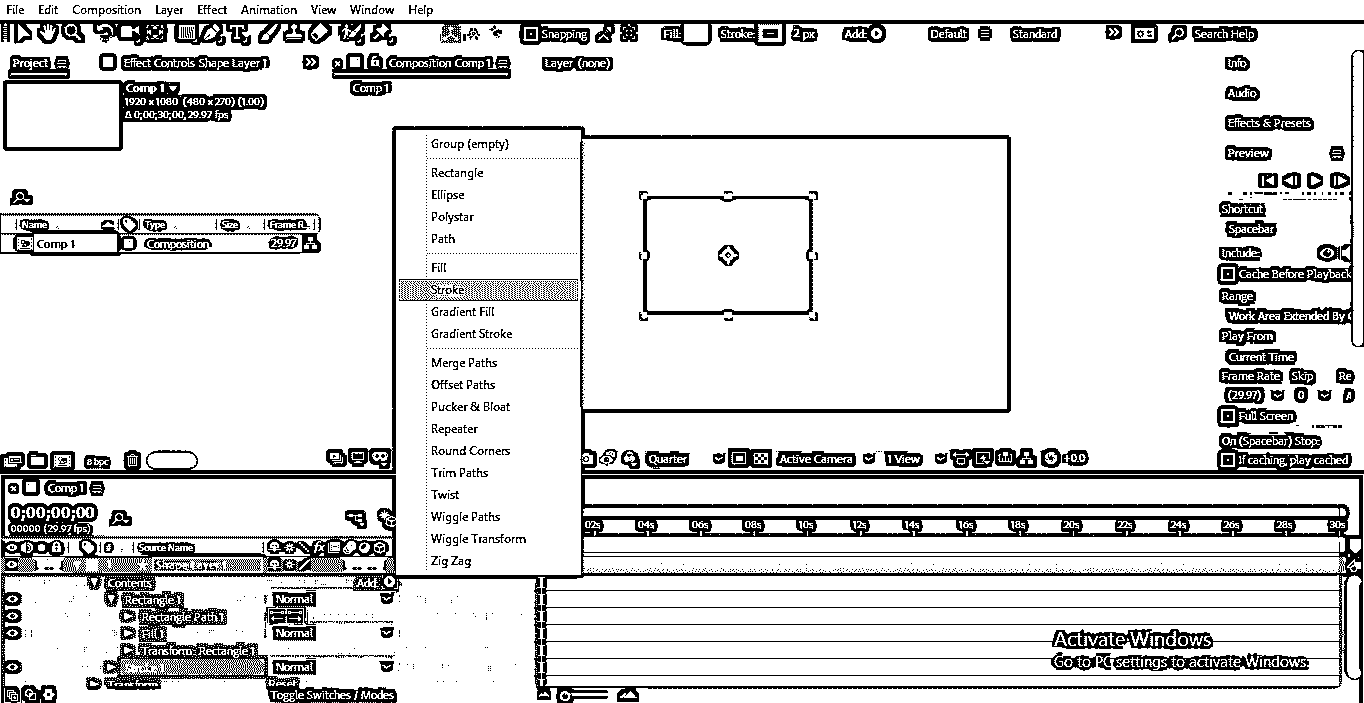 File Edit Composition Layer Effect Animation View Window Help
Snapping Fill: Stroke: 2 px Add: Default Standard Search Help
Project Effect Controls Shape Layer 1 Composition Comp 1 Layer (none)
Comp 1
Comp 1
1920 x 1080 (480 x 270) (1.00)
Δ 0;00;30;00, 29.97 fps
Name Type Size Frame R...
Comp 1 Composition 29.97
8 bpc
Group (empty)
Rectangle
Ellipse
Polystar
Path
Fill
Stroke
Gradient Fill
Gradient Stroke
Merge Paths
Offset Paths
Pucker & Bloat
Repeater
Round Corners
Trim Paths
Twist
Wiggle Paths
Wiggle Transform
Zig Zag
Quarter Active Camera 1 View +0.0
Info
Audio
Effects & Presets
Preview
Shortcut
Spacebar
Include:
Cache Before Playback
Range
Work Area Extended By C
Play From
Current Time
Frame Rate Skip Re
(29.97) 0 A
Full Screen
On (Spacebar) Stop:
If caching, play cached
Comp 1
0;00;00;00
00000 (29.97 fps)
02s 04s 06s 08s 10s 12s 14s 16s 18s 20s 22s 24s 26s 28s 30s
# Source Name
1 Shape Layer 1
Contents Add:
Rectangle 1 Normal
Rectangle Path 1
Fill 1 Normal
Transform: Rectangle 1
Normal
Transform Reset
Toggle Switches / Modes
Activate Windows
Go to PC settings to activate Windows.